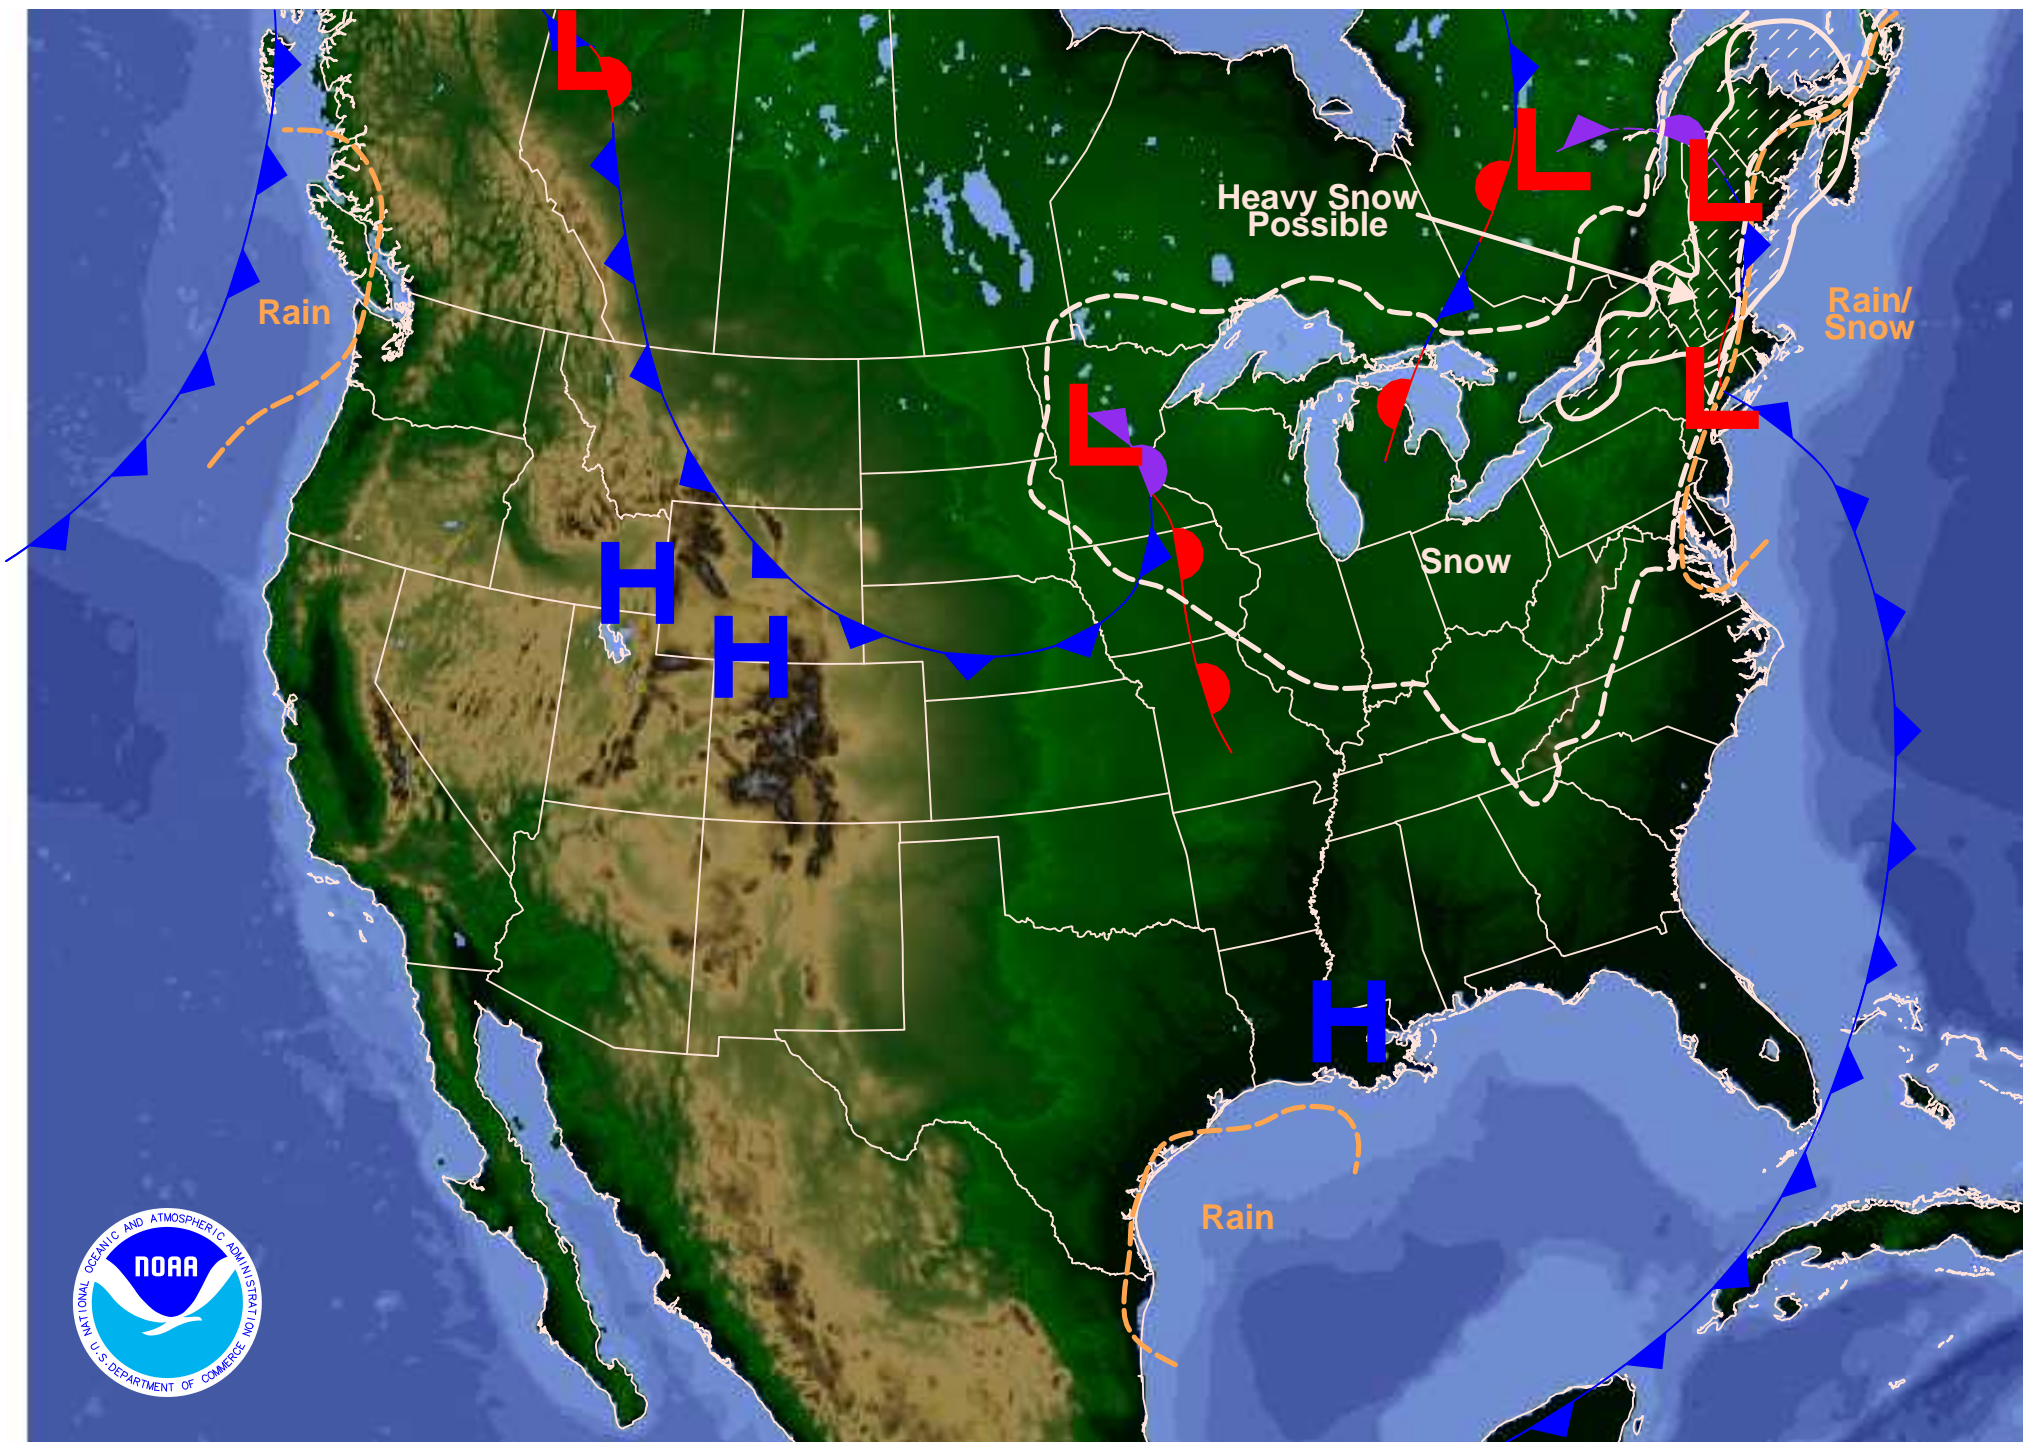 L
L
L
Heavy Snow
Possible
Rain
Rain/
Snow
L
L
Snow
H
H
H
Rain
NATIONAL OCEANIC AND ATMOSPHERIC ADMINISTRATION
NOAA
U.S. DEPARTMENT OF COMMERCE